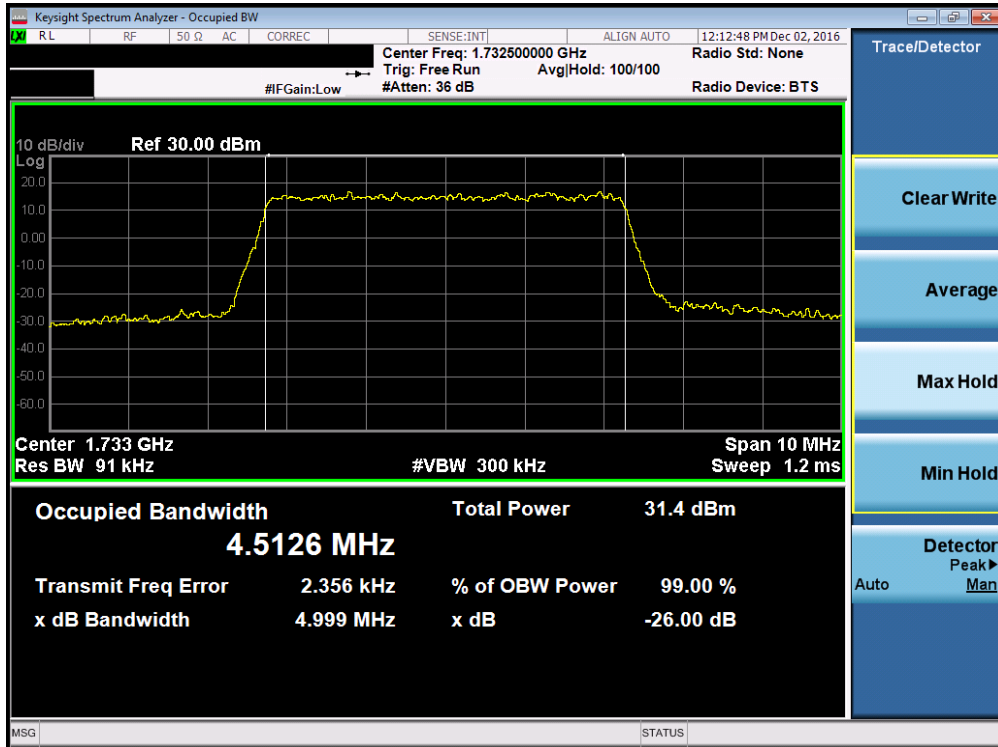 Keysight Spectrum Analyzer - Occupied BW
LXI RL RF 50 Ω AC CORREC SENSE:INT ALIGN AUTO 12:12:48 PM Dec 02, 2016
Center Freq: 1.732500000 GHz Radio Std: None
Trig: Free Run Avg|Hold: 100/100
#IFGain:Low #Atten: 36 dB Radio Device: BTS
Trace/Detector
10 dB/div Ref 30.00 dBm
Log
20.0
10.0
0.00
-10.0
-20.0
-30.0
-40.0
-50.0
-60.0
Center 1.733 GHz Span 10 MHz
Res BW 91 kHz #VBW 300 kHz Sweep 1.2 ms
Occupied Bandwidth Total Power 31.4 dBm
4.5126 MHz
Transmit Freq Error 2.356 kHz % of OBW Power 99.00 %
x dB Bandwidth 4.999 MHz x dB -26.00 dB
Clear Write
Average
Max Hold
Min Hold
Detector
Peak▶
Auto Man
MSG STATUS